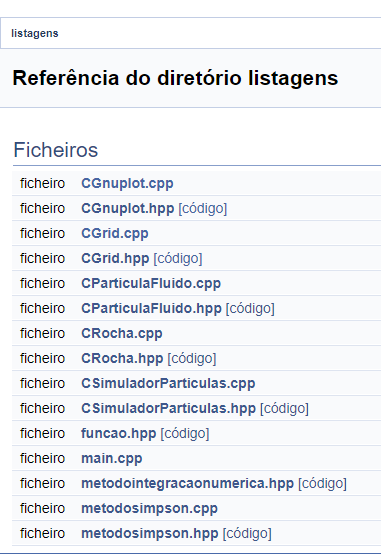 listagens
Referência do diretório listagens
Ficheiros
ficheiro CGnuplot.cpp
ficheiro CGnuplot.hpp [código]
ficheiro CGrid.cpp
ficheiro CGrid.hpp [código]
ficheiro CParticulaFluido.cpp
ficheiro CParticulaFluido.hpp [código]
ficheiro CRocha.cpp
ficheiro CRocha.hpp [código]
ficheiro CSimuladorParticulas.cpp
ficheiro CSimuladorParticulas.hpp [código]
ficheiro funcao.hpp [código]
ficheiro main.cpp
ficheiro metodointegracaonumerica.hpp [código]
ficheiro metodosimpson.cpp
ficheiro metodosimpson.hpp [código]